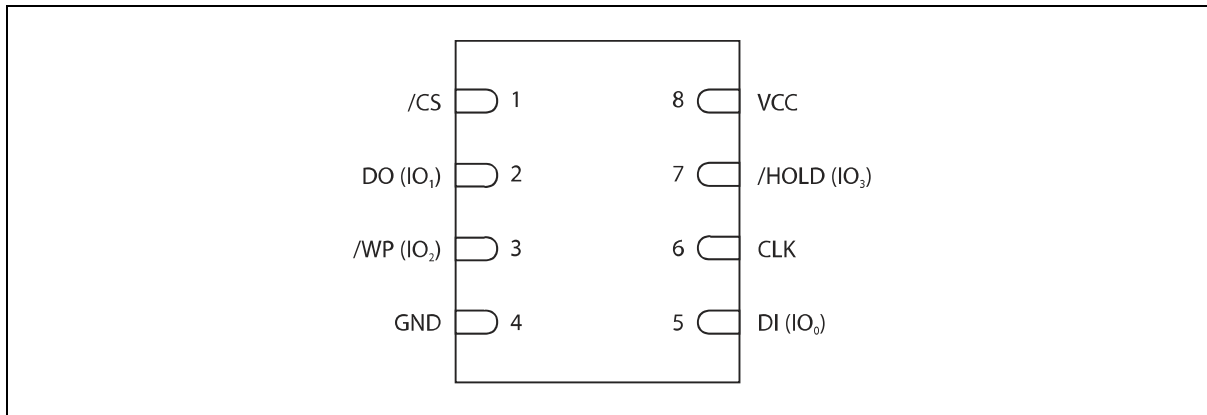 /CS 1 8 VCC
DO (IO₁) 2 7 /HOLD (IO₃)
/WP (IO₂) 3 6 CLK
GND 4 5 DI (IO₀)